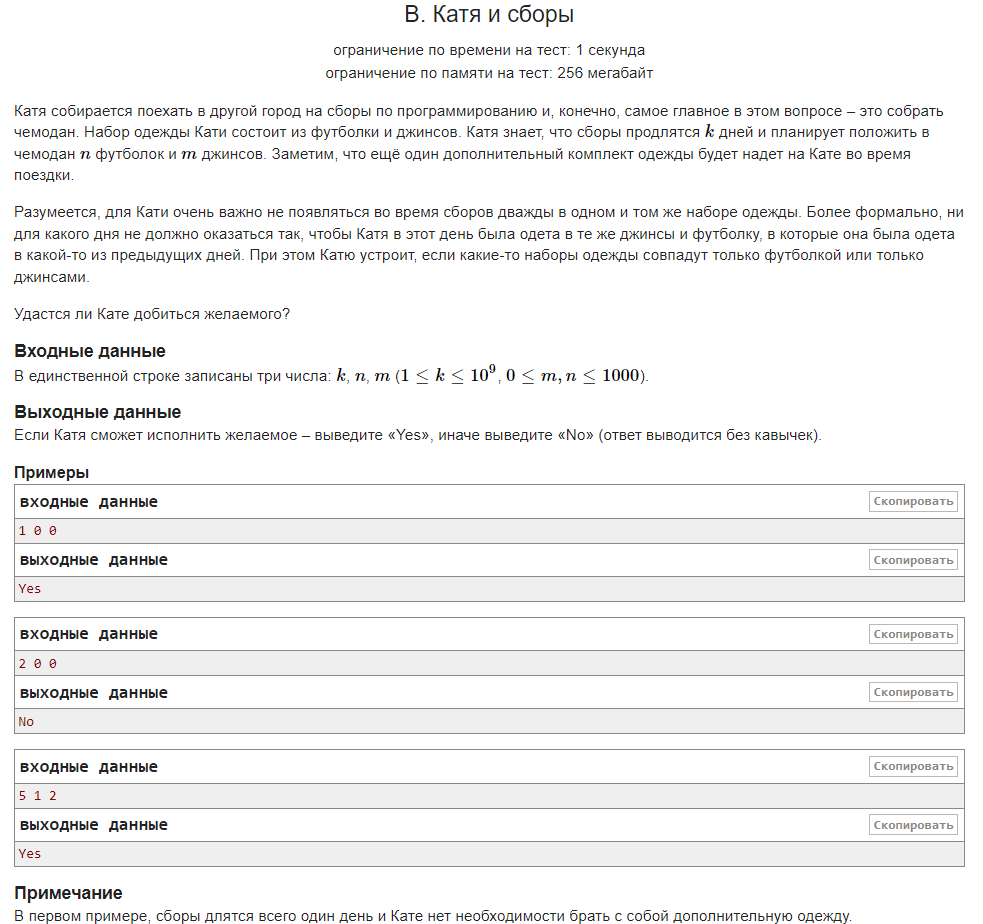 В. Катя и сборы
ограничение по времени на тест: 1 секунда
ограничение по памяти на тест: 256 мегабайт
Катя собирается поехать в другой город на сборы по программированию и, конечно, самое главное в этом вопросе – это собрать
чемодан. Набор одежды Кати состоит из футболки и джинсов. Катя знает, что сборы продлятся k дней и планирует положить в
чемодан n футболок и m джинсов. Заметим, что ещё один дополнительный комплект одежды будет надет на Кате во время
поездки.
Разумеется, для Кати очень важно не появляться во время сборов дважды в одном и том же наборе одежды. Более формально, ни
для какого дня не должно оказаться так, чтобы Катя в этот день была одета в те же джинсы и футболку, в которые она была одета
в какой-то из предыдущих дней. При этом Катю устроит, если какие-то наборы одежды совпадут только футболкой или только
джинсами.
Удастся ли Кате добиться желаемого?
Входные данные
В единственной строке записаны три числа: k, n, m (1 ≤ k ≤ 10⁹, 0 ≤ m, n ≤ 1000).
Выходные данные
Если Катя сможет исполнить желаемое – выведите «Yes», иначе выведите «No» (ответ выводится без кавычек).
Примеры
входные данные
Скопировать
1 0 0
выходные данные
Скопировать
Yes
входные данные
Скопировать
2 0 0
выходные данные
Скопировать
No
входные данные
Скопировать
5 1 2
выходные данные
Скопировать
Yes
Примечание
В первом примере, сборы длятся всего один день и Кате нет необходимости брать с собой дополнительную одежду.